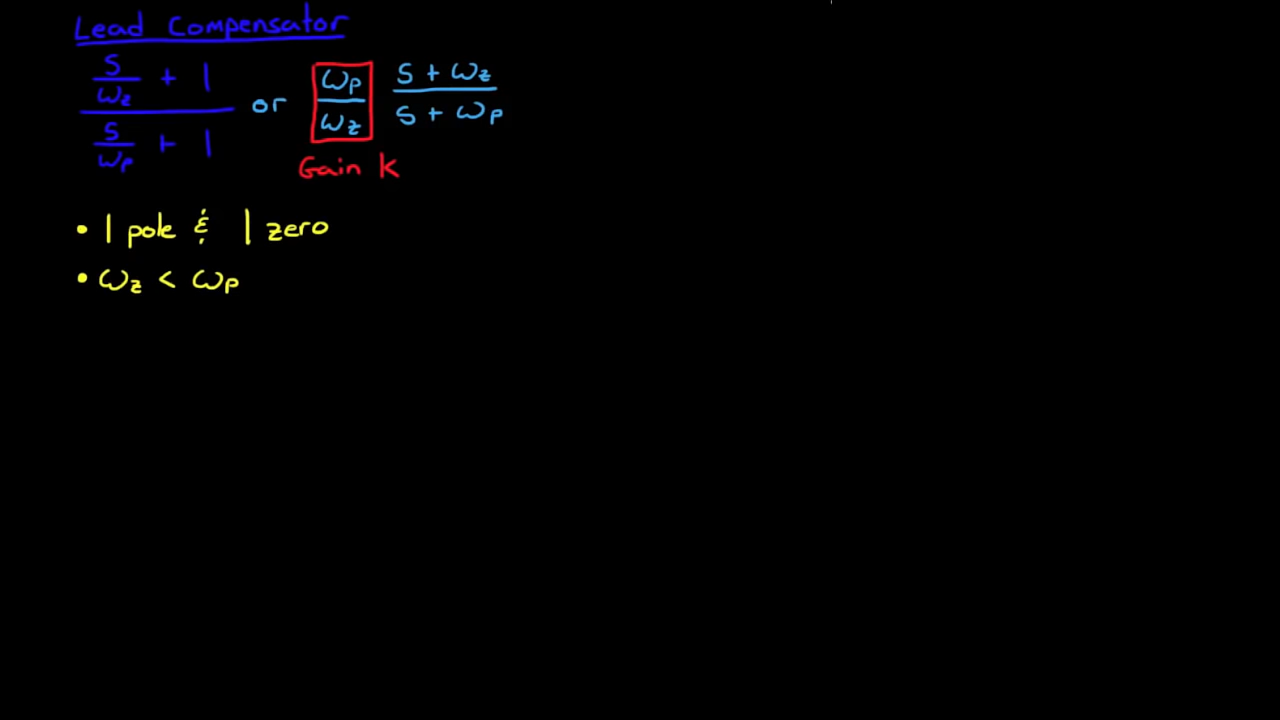 Lead Compensator
s/ωz + 1 / s/ωp + 1 or ωp/ωz s + ωz / s + ωp
Gain k
• 1 pole & 1 zero
• ωz < ωp